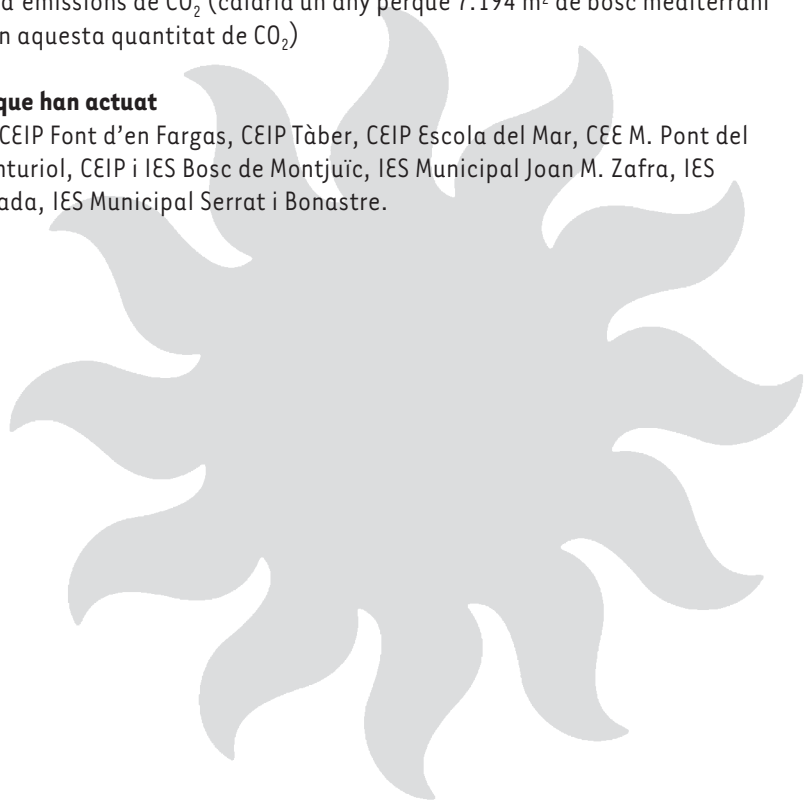 d'emissions de CO₂ (calaria un any perquè 7.194 m² de bosc mediterrani
n aquesta quantitat de CO₂)
que han actuat
CEIP Font d'en Fargas, CEIP Tàber, CEIP Escola del Mar, CEE M. Pont del
nturiol, CEIP i IES Bosc de Montjuïc, IES Municipal Joan M. Zafra, IES
ada, IES Municipal Serrat i Bonastre.